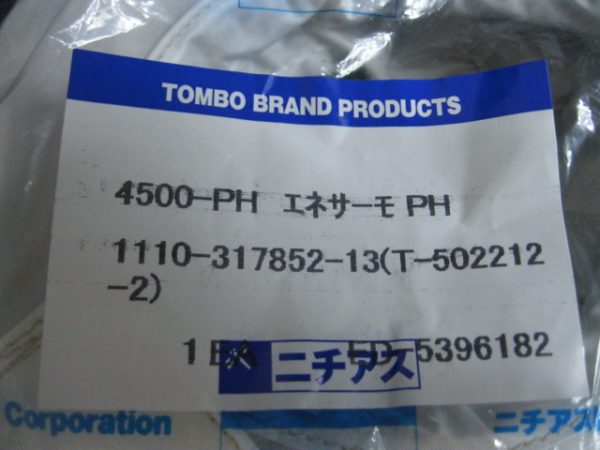 TOMBO BRAND PRODUCTS
4500-PH エネサーモ PH
1110-317852-13(T-502212
-2)
1 EA ED-5396182
ニチアス
Corporation
ニチアス